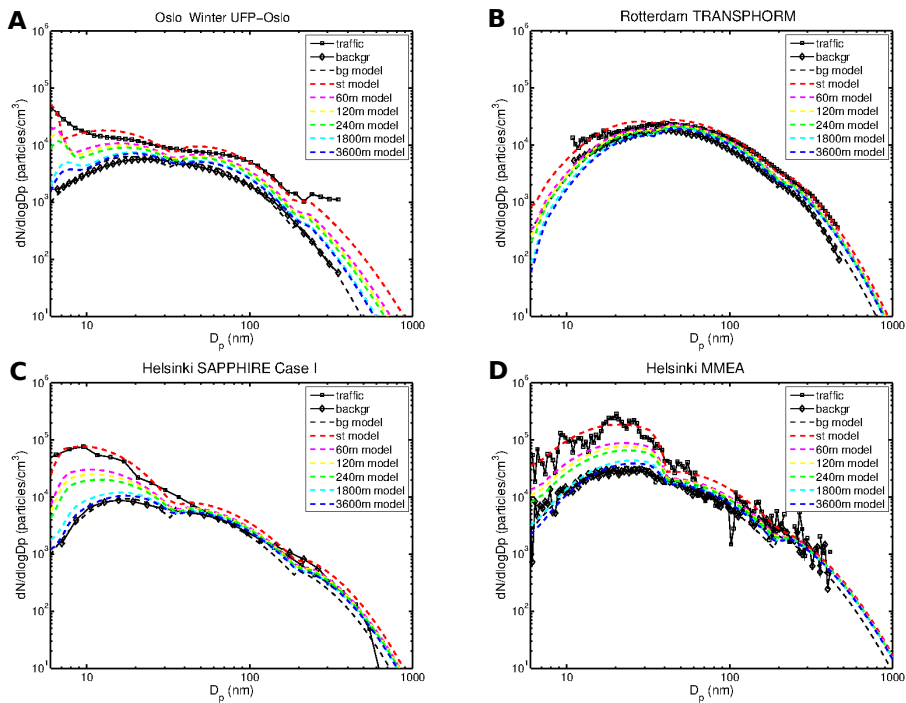 A
Oslo Winter UFP-Oslo
dN/dlogDp (particles/cm³)
10⁶
10⁵
10⁴
10³
10²
10¹
10
100
1000
Dₚ (nm)
traffic
backgr
bg model
st model
60m model
120m model
240m model
1800m model
3600m model
B
Rotterdam TRANSPHORM
dN/dlogDp (particles/cm³)
10⁶
10⁵
10⁴
10³
10²
10¹
10
100
1000
Dₚ (nm)
traffic
backgr
bg model
st model
60m model
120m model
240m model
1800m model
3600m model
C
Helsinki SAPPHIRE Case I
dN/dlogDp (particles/cm³)
10⁶
10⁵
10⁴
10³
10²
10¹
10
100
1000
Dₚ (nm)
traffic
backgr
bg model
st model
60m model
120m model
240m model
1800m model
3600m model
D
Helsinki MMEA
dN/dlogDp (particles/cm³)
10⁶
10⁵
10⁴
10³
10²
10¹
10
100
1000
Dₚ (nm)
traffic
backgr
bg model
st model
60m model
120m model
240m model
1800m model
3600m model